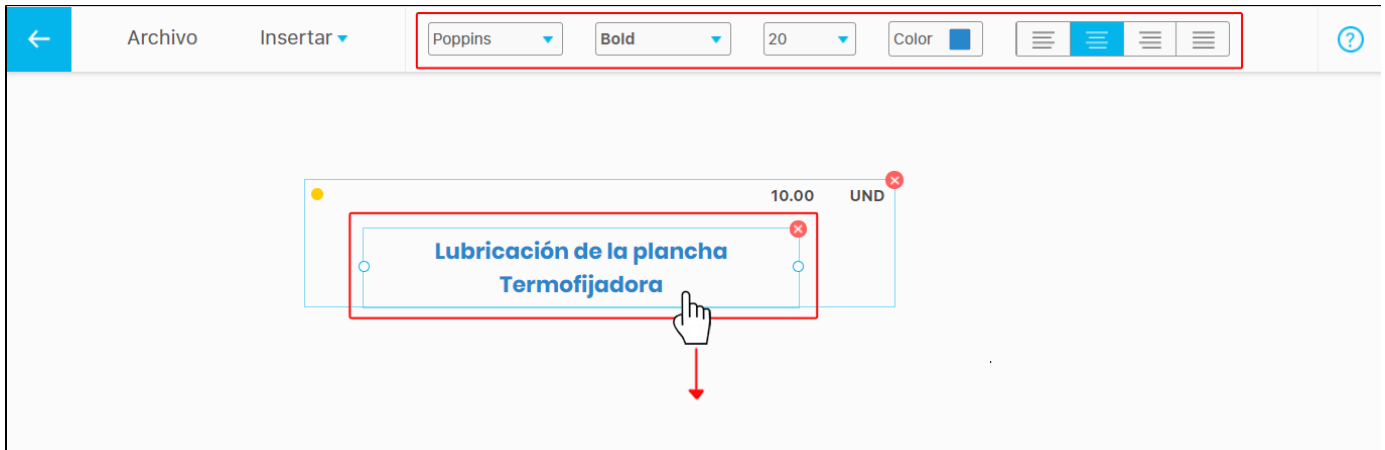 Archivo Insertar Poppins Bold 20 Color ?
10.00 UND
Lubricación de la plancha
Termofijadora